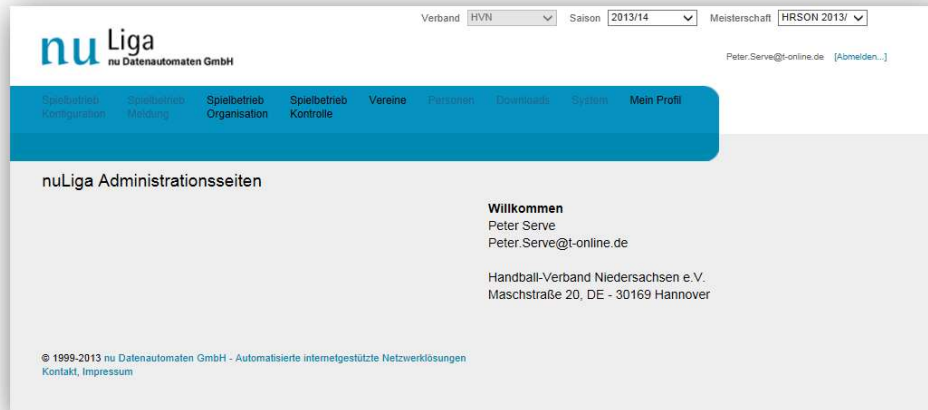 Verband HVN Saison 2013/14 Meisterschaft HRSON 2013/
nu Liga
nu Datenautomaten GmbH
Peter.Serve@t-online.de [Abmelden...]
Spielbetrieb Konfiguration
Spielbetrieb Meldung
Spielbetrieb Organisation
Spielbetrieb Kontrolle
Vereine
Personen
Downloads
System
Mein Profil
nuLiga Administrationsseiten
Willkommen
Peter Serve
Peter.Serve@t-online.de
Handball-Verband Niedersachsen e.V.
Maschstraße 20, DE - 30169 Hannover
© 1999-2013 nu Datenautomaten GmbH - Automatisierte internetgestützte Netzwerklösungen
Kontakt, Impressum